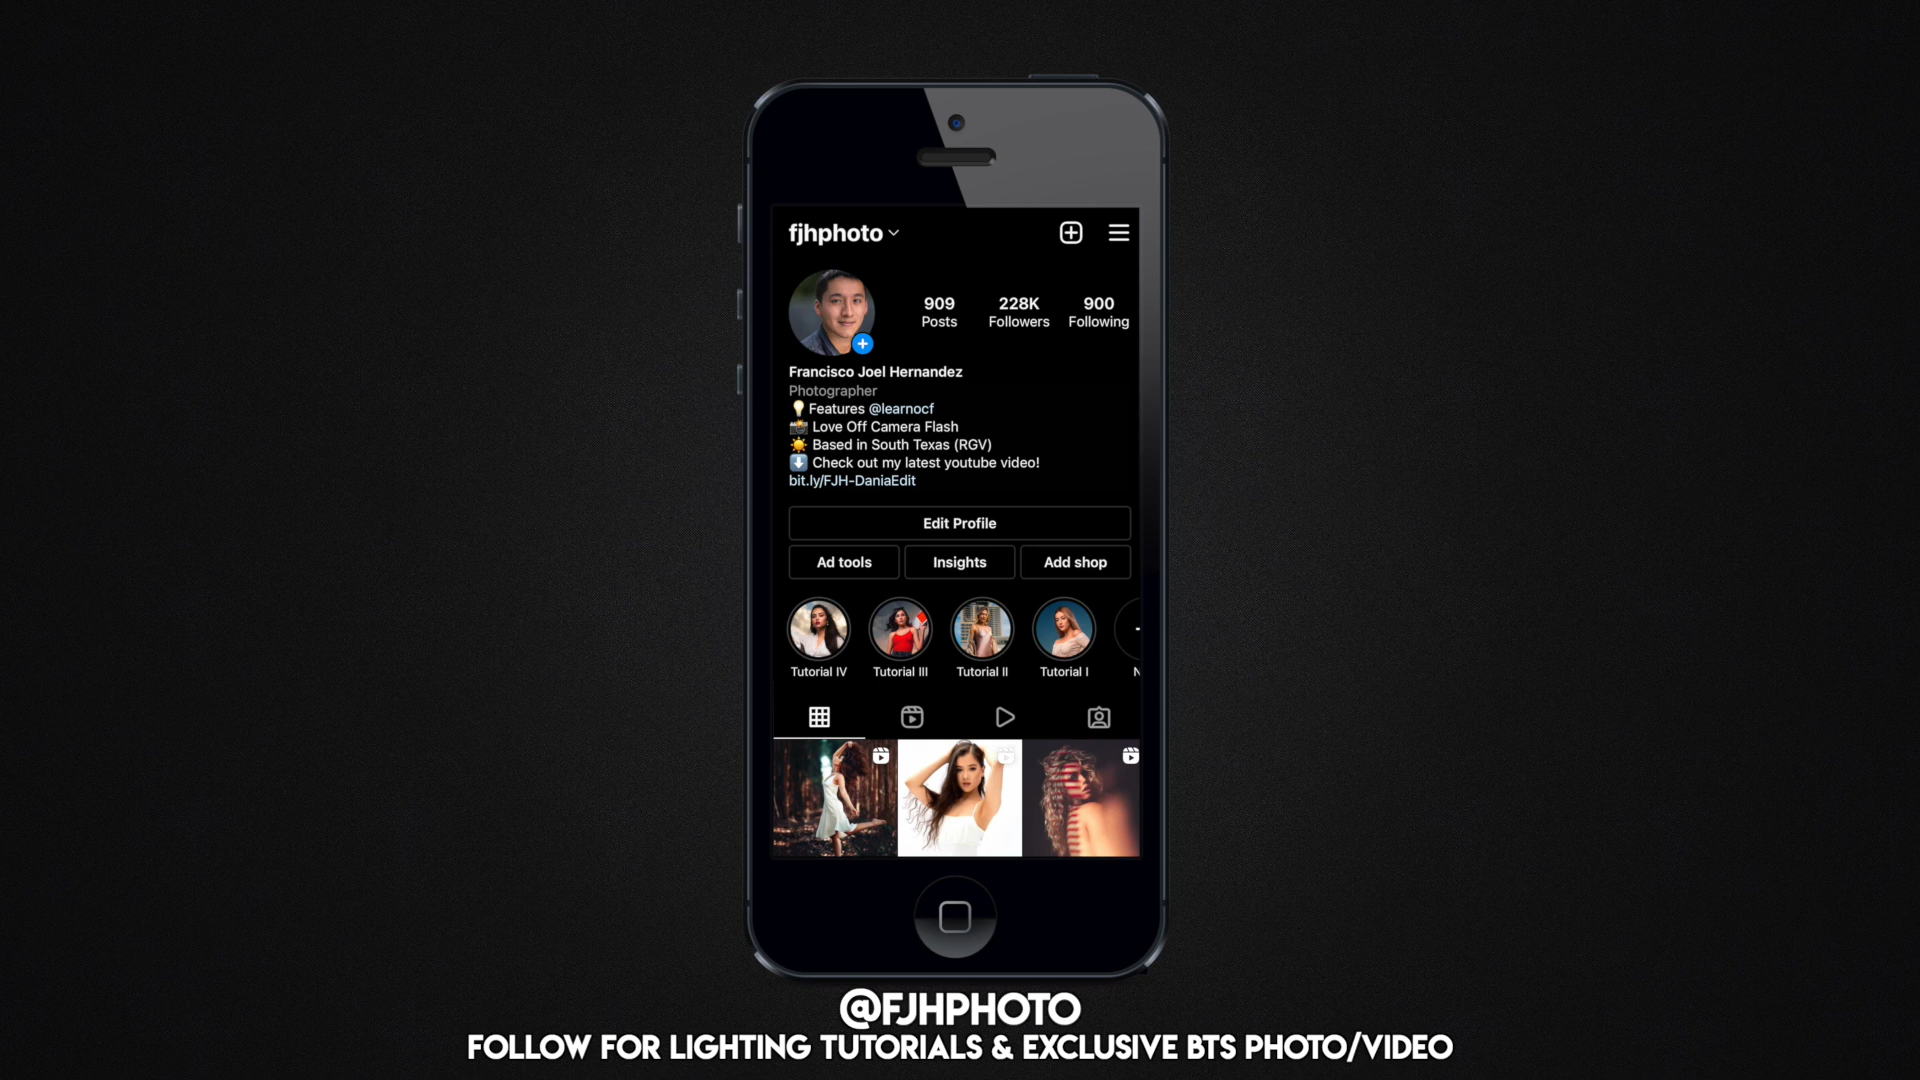 fjhphoto
909 228K 900
Posts Followers Following
Francisco Joel Hernandez
Photographer
💡 Features @learnocf
📸 Love Off Camera Flash
☀️ Based in South Texas (RGV)
⬇️ Check out my latest youtube video!
bit.ly/FJH-DaniaEdit
Edit Profile
Ad tools Insights Add shop
Tutorial IV Tutorial III Tutorial II Tutorial I
@FJHPHOTO
FOLLOW FOR LIGHTING TUTORIALS & EXCLUSIVE BTS PHOTO/VIDEO